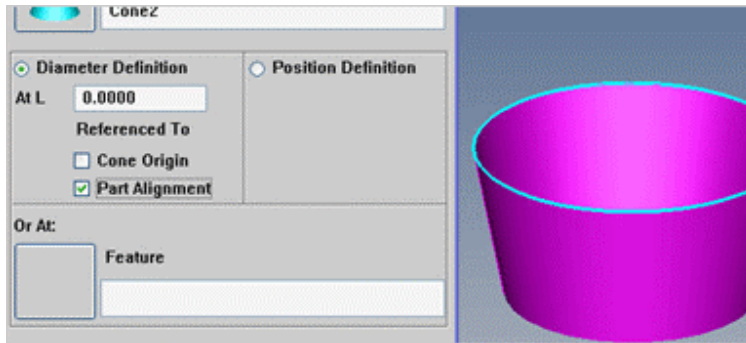 Cone2
Diameter Definition
Position Definition
At L 0.0000
Referenced To
Cone Origin
Part Alignment
Or At:
Feature